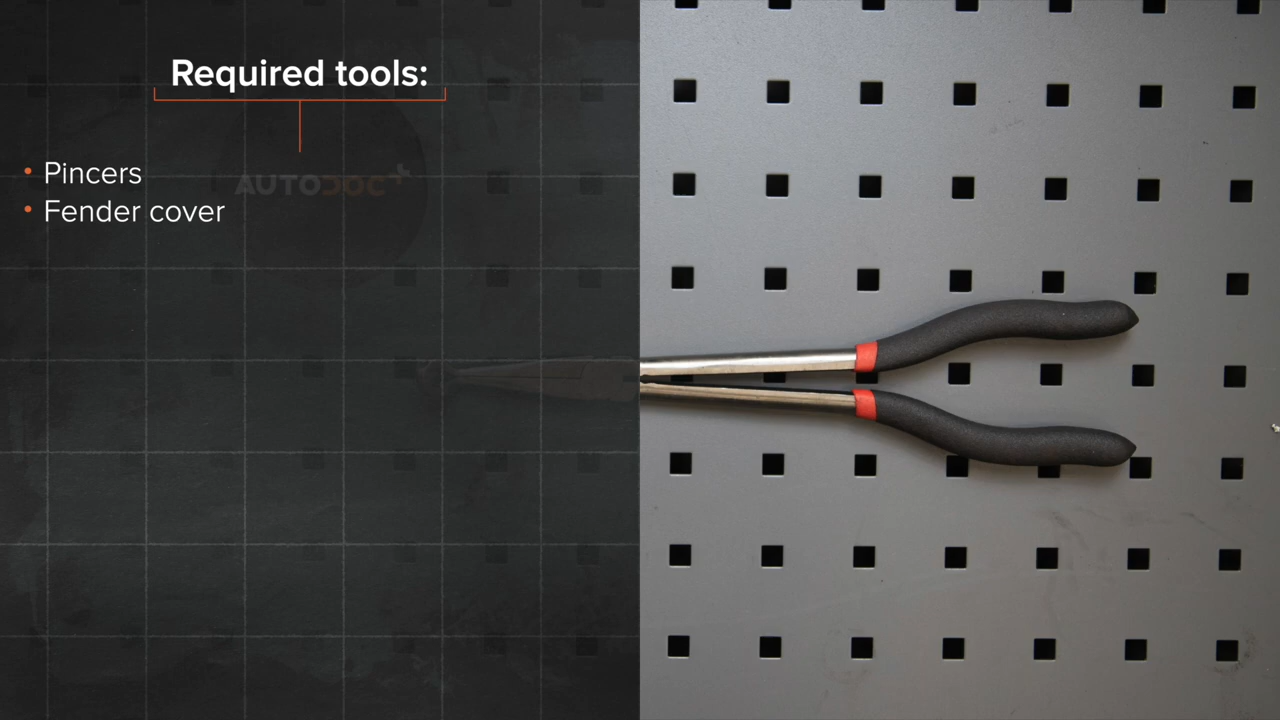 Required tools:
• Pincers
AUTODOC
• Fender cover